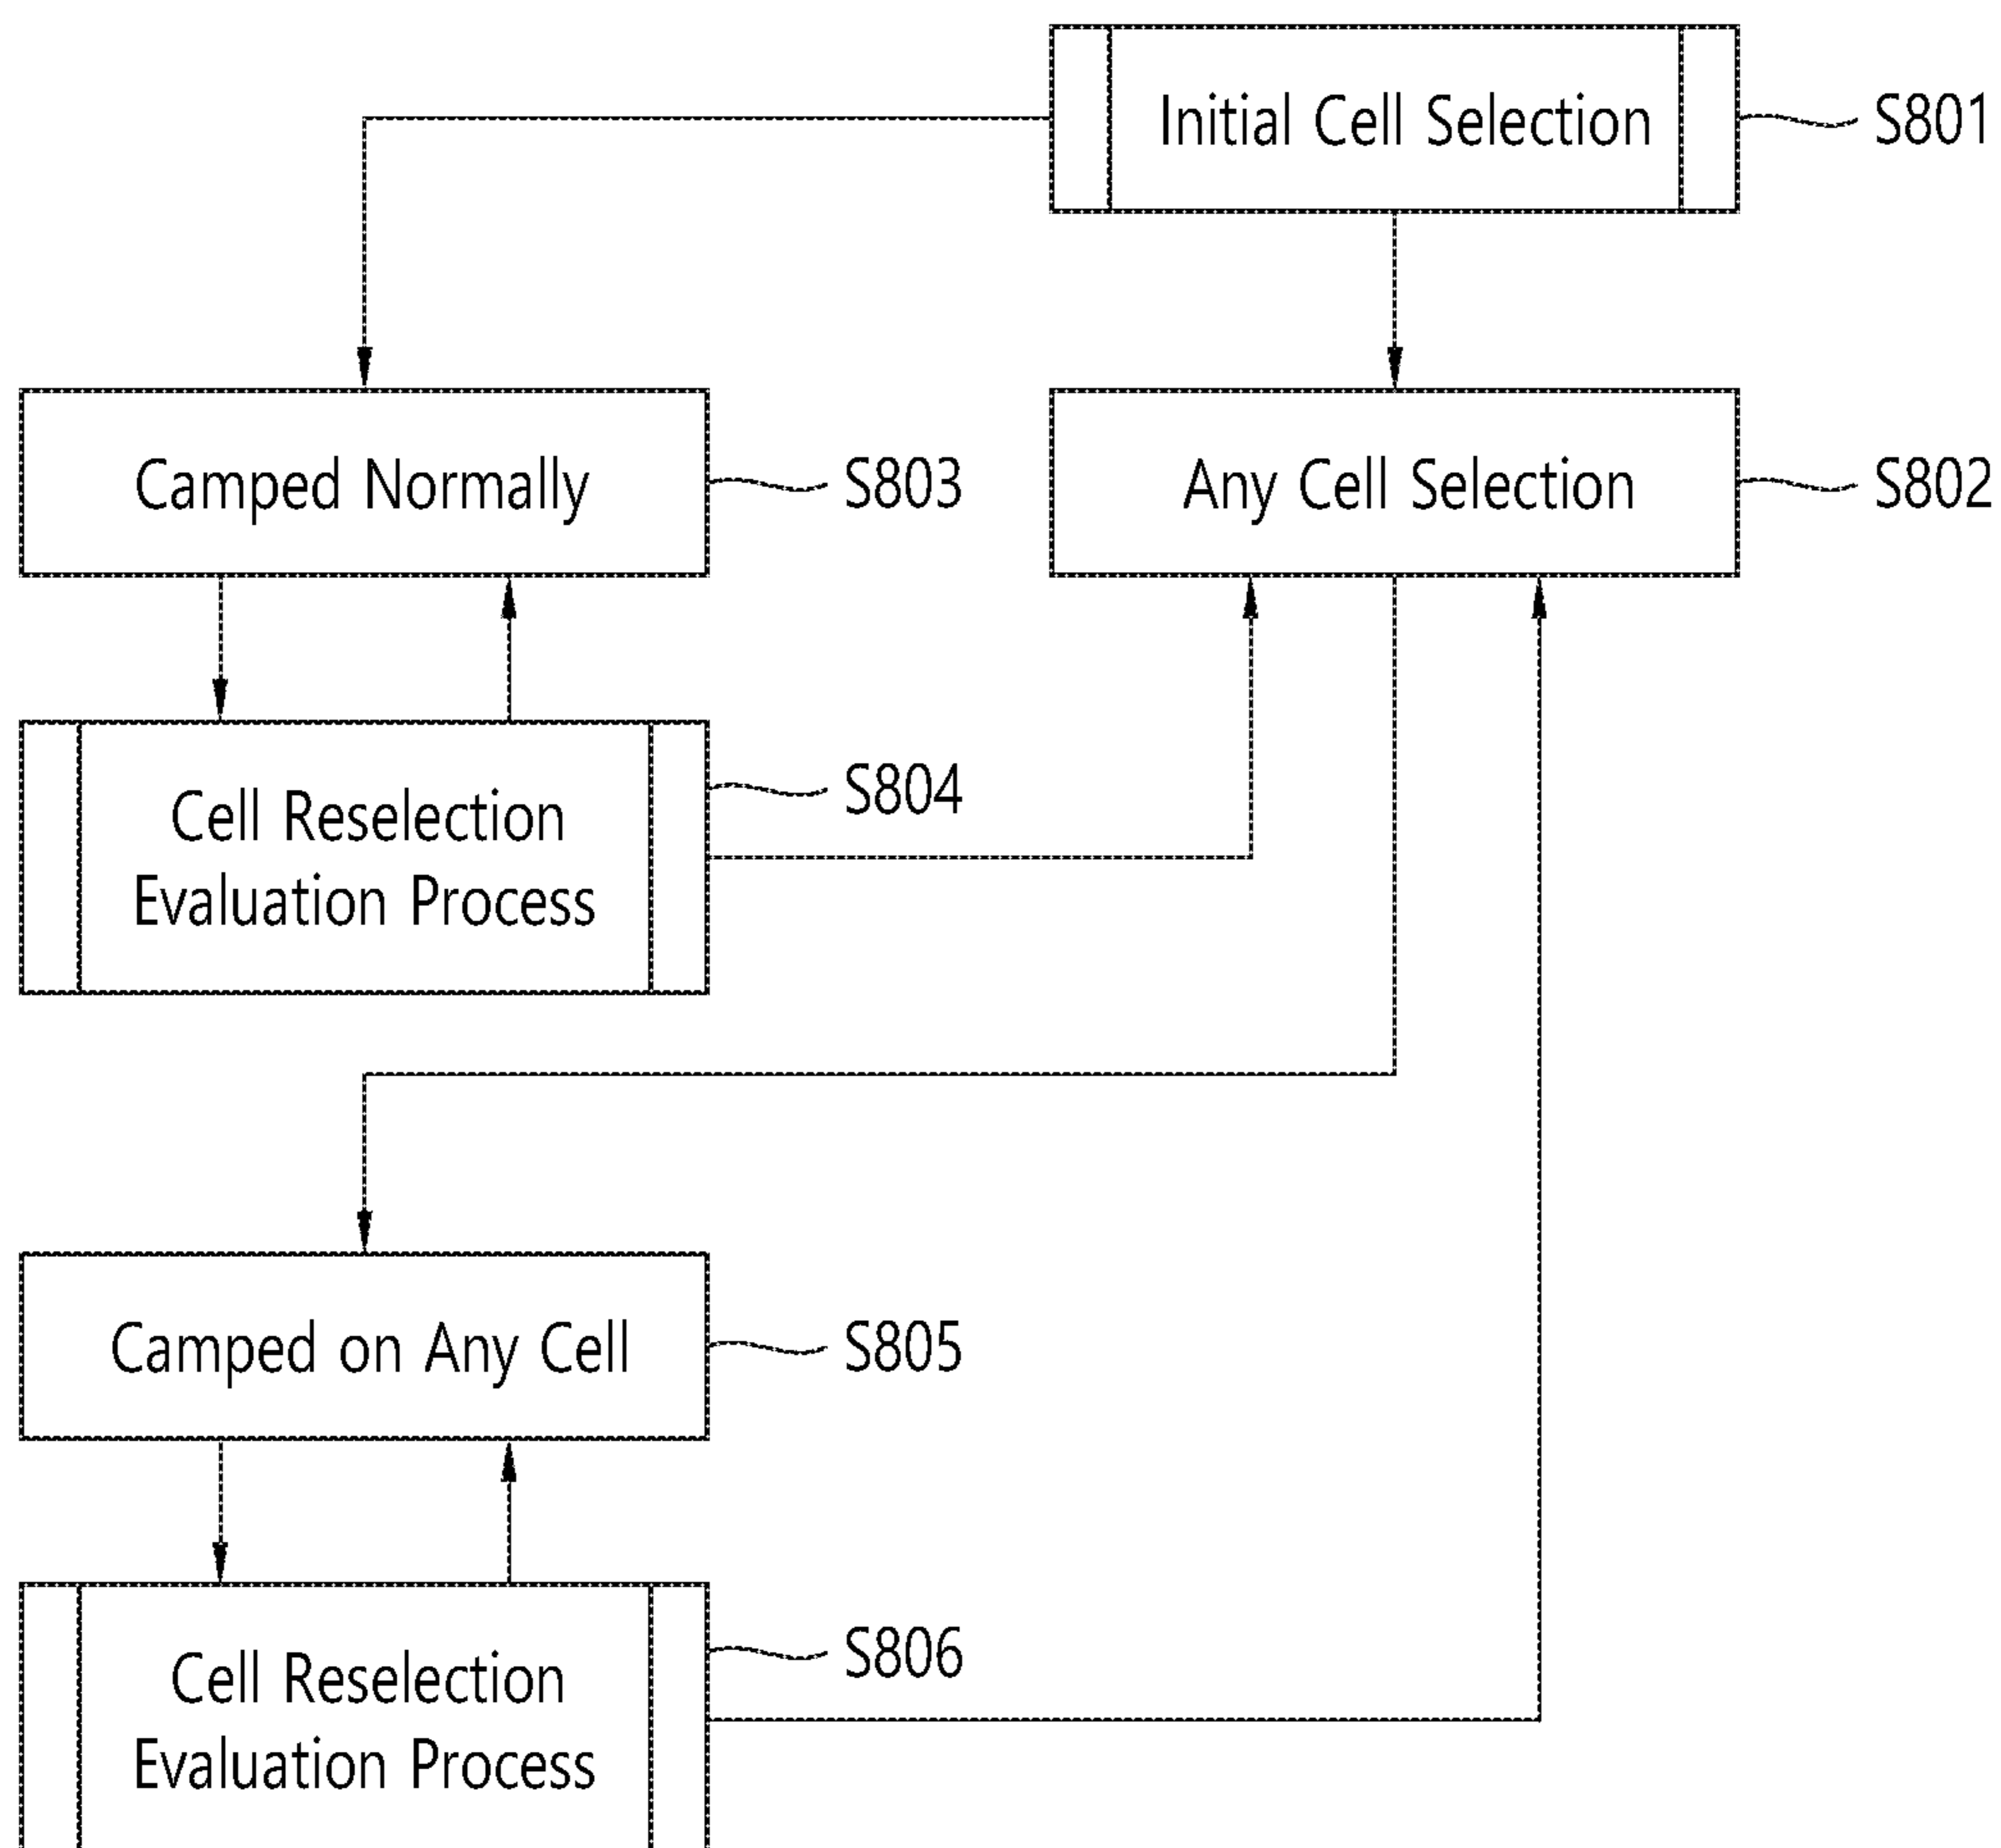 Initial Cell Selection
S801
Camped Normally
S803
Any Cell Selection
S802
Cell Reselection
Evaluation Process
S804
Camped on Any Cell
S805
Cell Reselection
Evaluation Process
S806